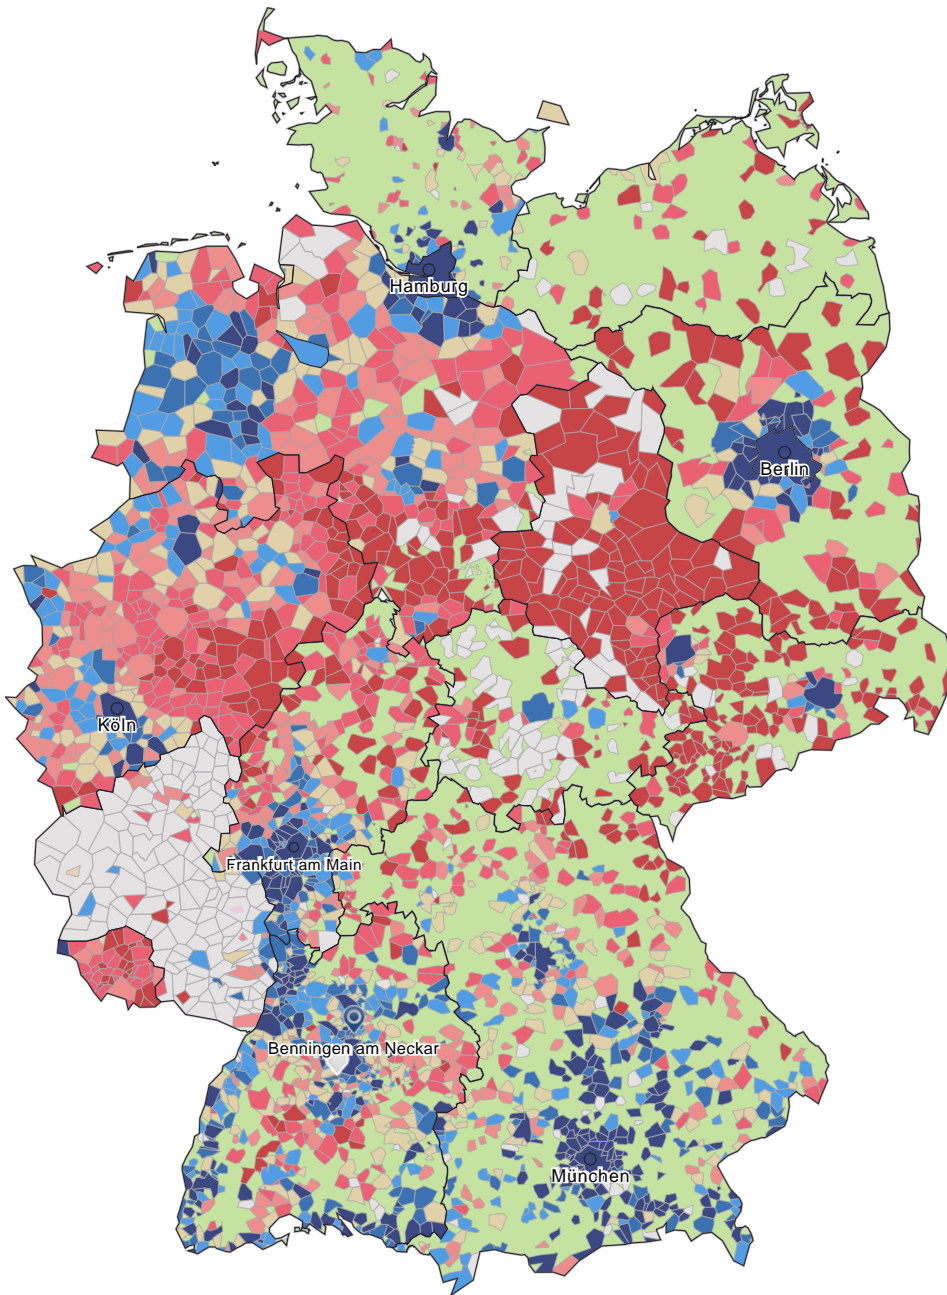 Hamburg
Berlin
Köln
Frankfurt am Main
Benningen am Neckar
München